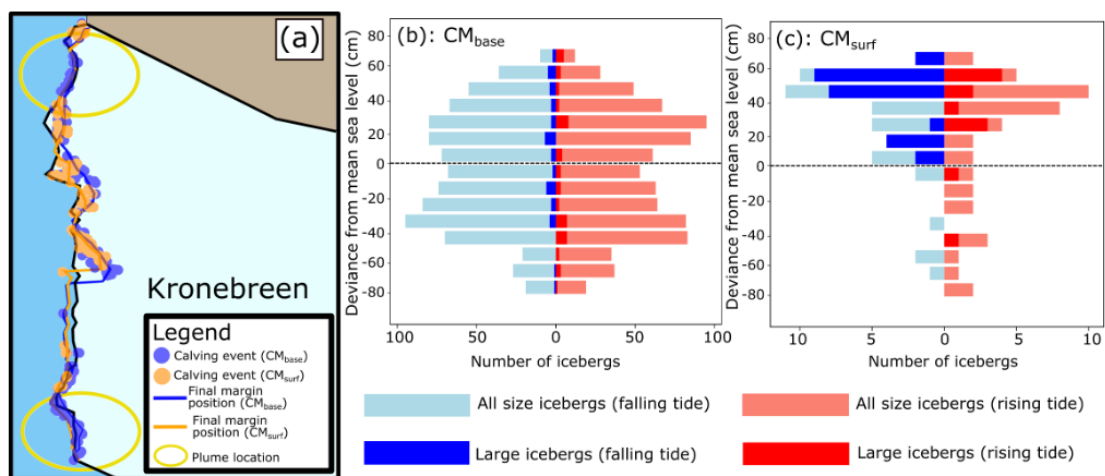 (a)
Kronebreen
Legend
Calving event (CMbase)
Calving event (CMsurf)
Final margin
position (CMbase)
Final margin
position (CMsurf)
Plume location
(b): CMbase
Deviance from mean sea level (cm)
80
60
40
20
0
-20
-40
-60
-80
100
50
0
50
100
Number of icebergs
(c): CMsurf
Deviance from mean sea level (cm)
80
60
40
20
0
-20
-40
-60
-80
10
5
0
5
10
Number of icebergs
All size icebergs (falling tide)
All size icebergs (rising tide)
Large icebergs (falling tide)
Large icebergs (rising tide)